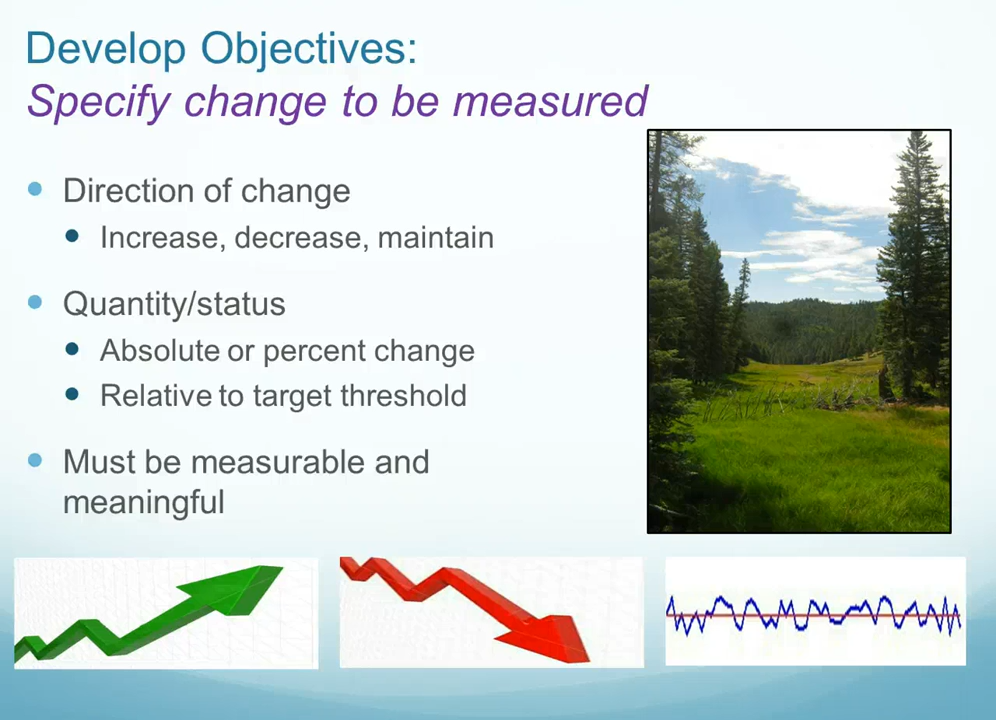 Develop Objectives:
Specify change to be measured
Direction of change
Increase, decrease, maintain
Quantity/status
Absolute or percent change
Relative to target threshold
Must be measurable and
meaningful